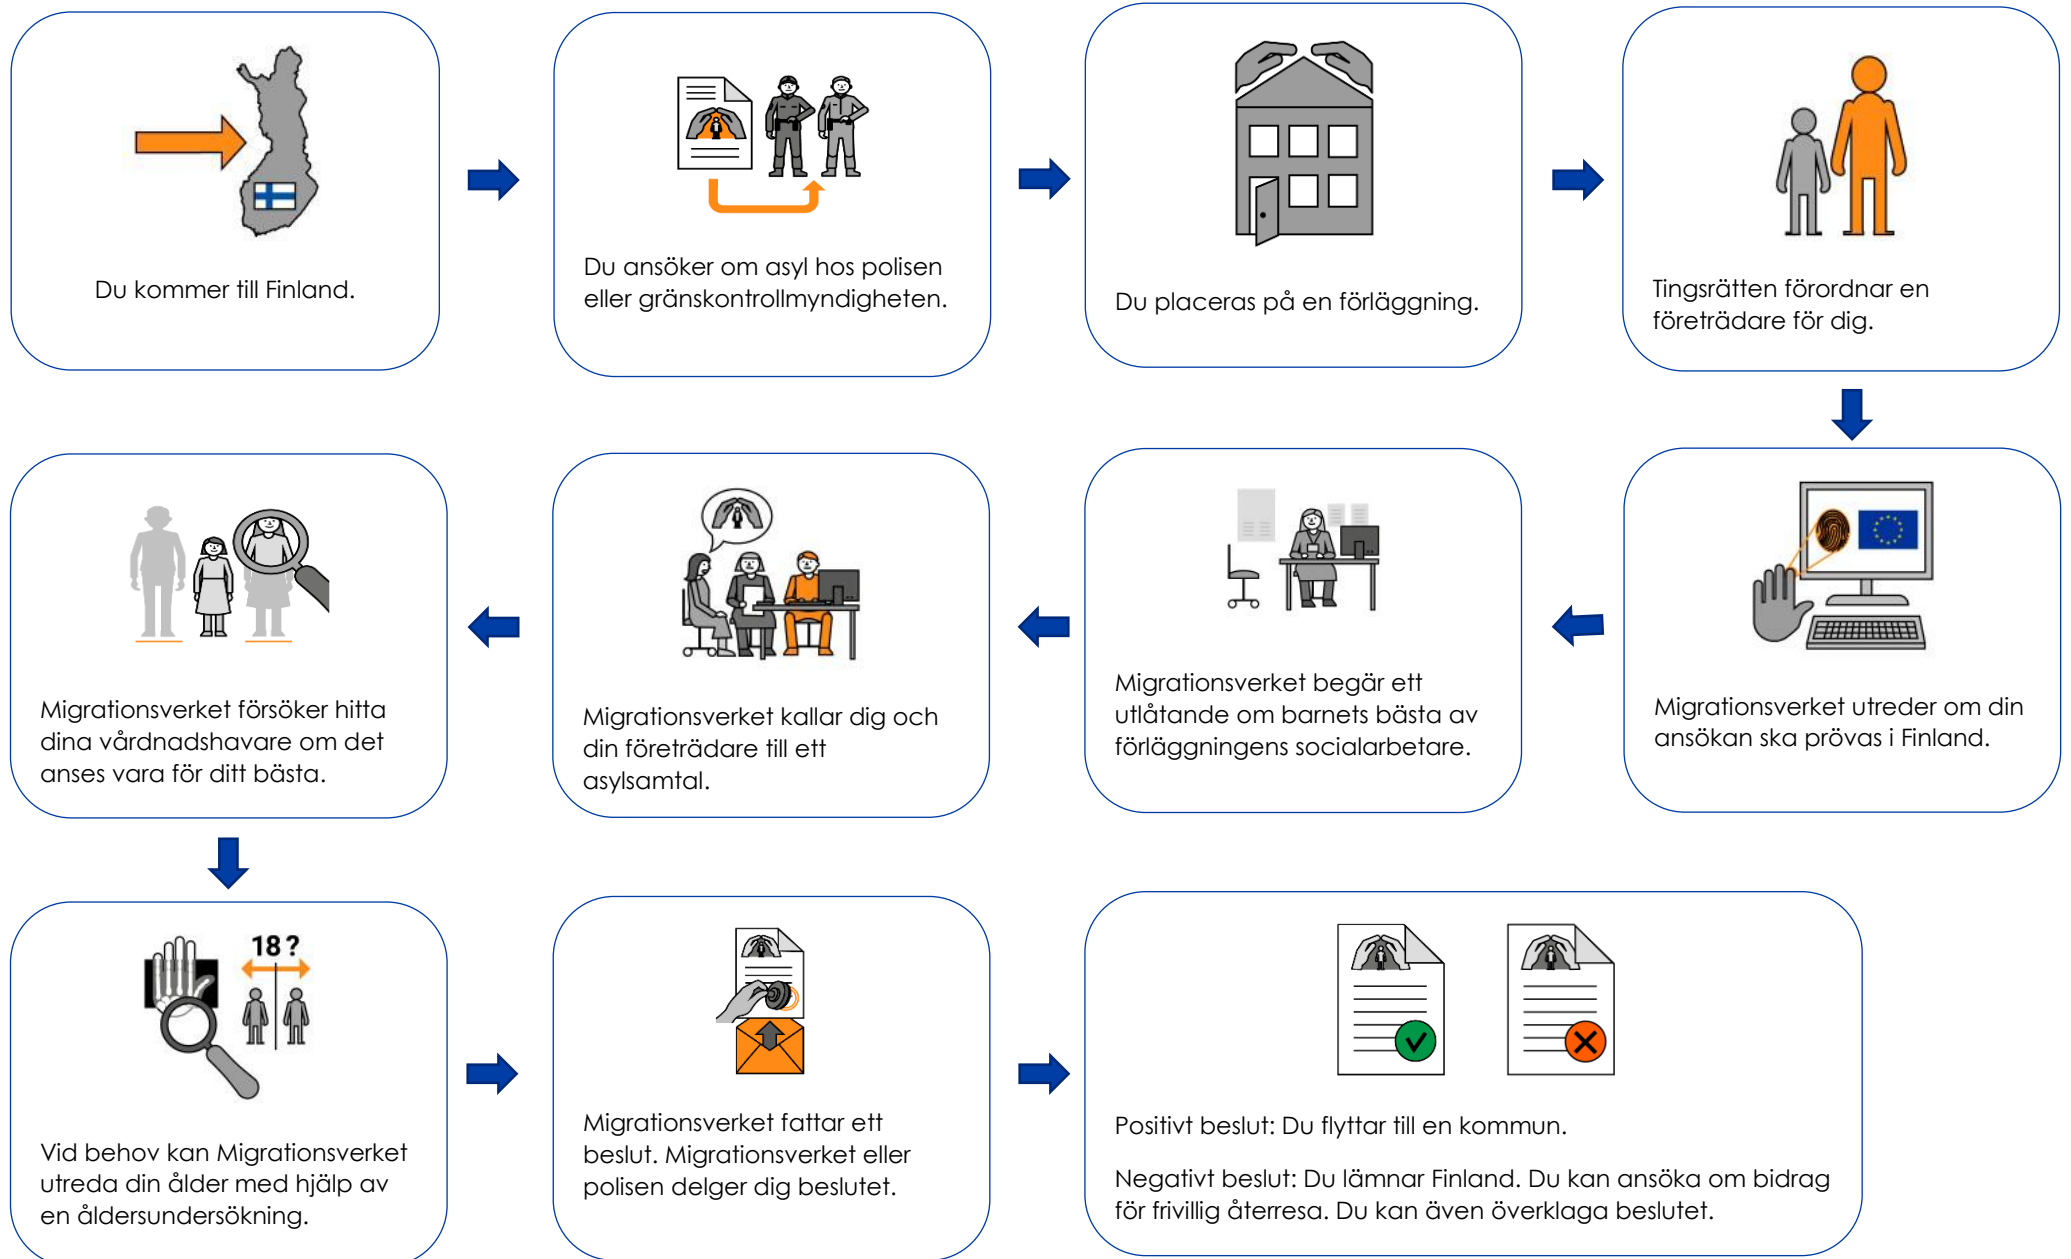 Du kommer till Finland.
Du ansöker om asyl hos polisen
eller gränskontrollmyndigheten.
Du placeras på en förläggning.
Tingsrätten förordnar en
företrädare för dig.
Migrationsverket utreder om din
ansökan ska prövas i Finland.
Migrationsverket begär ett
utlåtande om barnets bästa av
förläggningens socialarbetare.
Migrationsverket kallar dig och
din företrädare till ett
asylsamtal.
Migrationsverket försöker hitta
dina vårdnadshavare om det
anses vara för ditt bästa.
18?
Vid behov kan Migrationsverket
utreda din ålder med hjälp av
en åldersundersökning.
Migrationsverket fattar ett
beslut. Migrationsverket eller
polisen delger dig beslutet.
Positivt beslut: Du flyttar till en kommun.
Negativt beslut: Du lämnar Finland. Du kan ansöka om bidrag
för frivillig återresa. Du kan även överklaga beslutet.